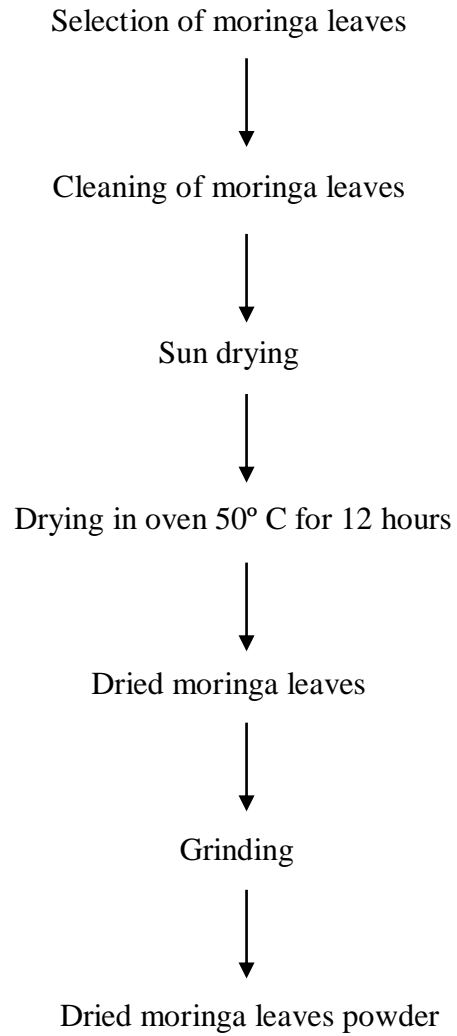 Selection of moringa leaves
Cleaning of moringa leaves
Sun drying
Drying in oven 50º C for 12 hours
Dried moringa leaves
Grinding
Dried moringa leaves powder